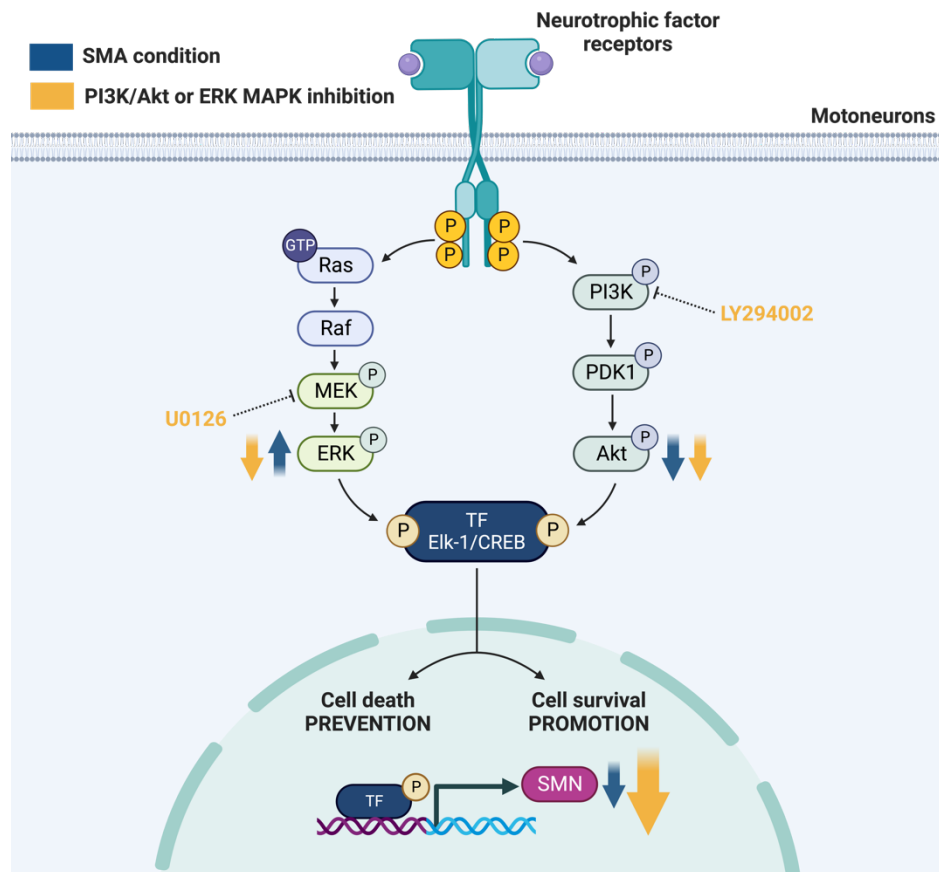 Neurotrophic factor
receptors
SMA condition
PI3K/Akt or ERK MAPK inhibition
Motoneurons
P
P
P
P
GTP
Ras
P
PI3K
LY294002
Raf
P
PDK1
P
MEK
U0126
P
ERK
P
Akt
P
TF
Elk-1/CREB
P
Cell death
PREVENTION
Cell survival
PROMOTION
P
TF
SMN